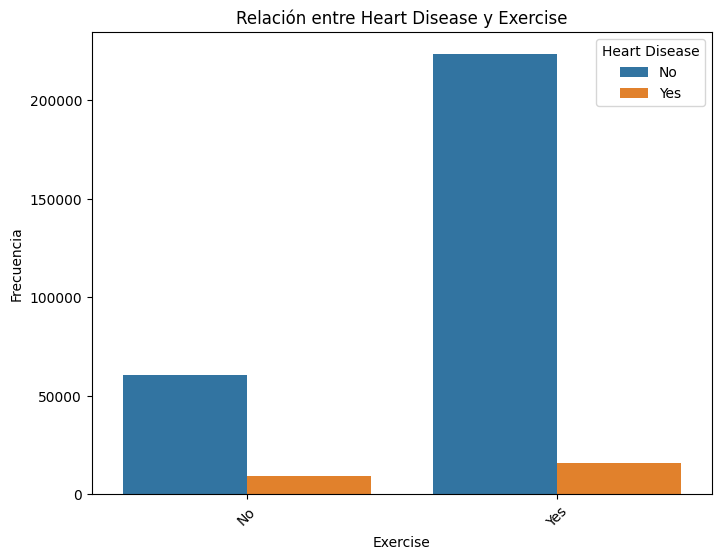 Relación entre Heart Disease y Exercise
Heart Disease
No
Yes
200000
150000
100000
50000
0
Frecuencia
No
Yes
Exercise